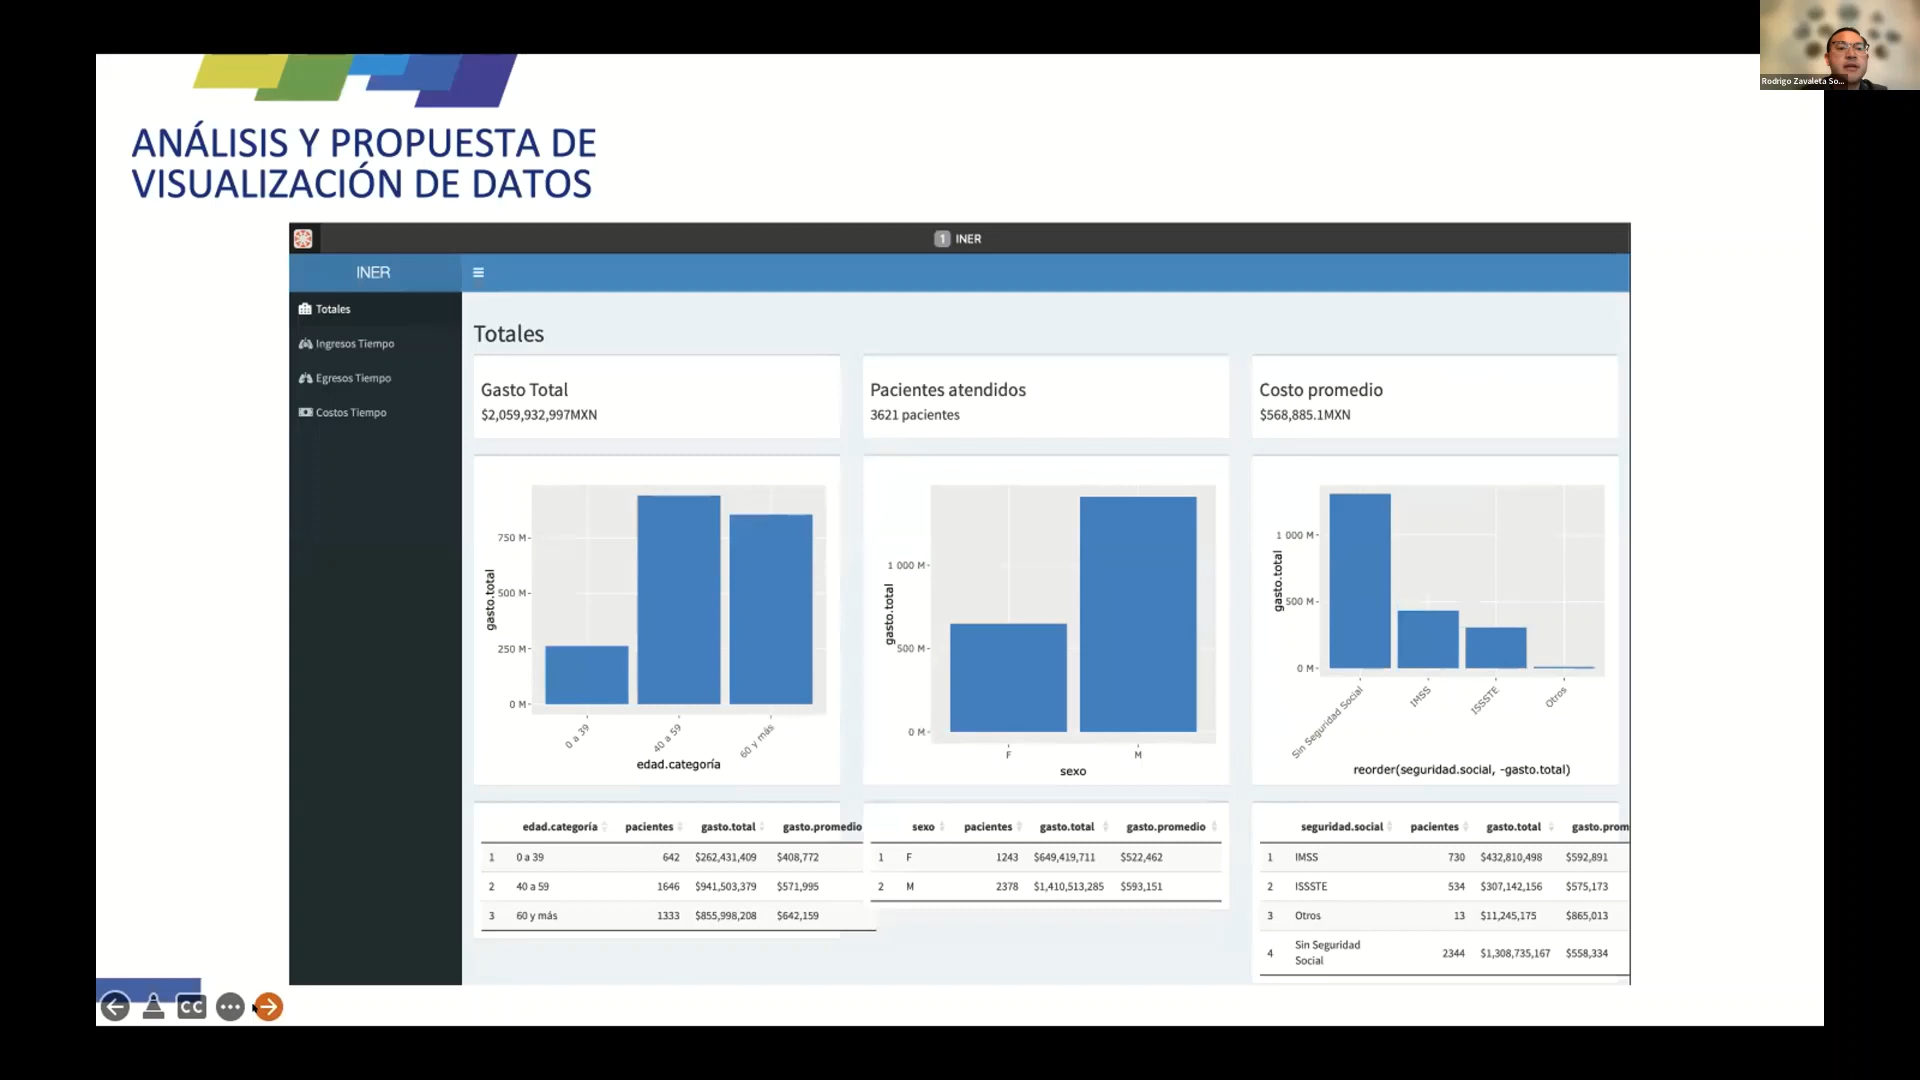 Rodrigo Zavaleta So...
ANÁLISIS Y PROPUESTA DE
VISUALIZACIÓN DE DATOS
1 INER
INER
Totales
Ingresos Tiempo
Egresos Tiempo
Costos Tiempo
Totales
Gasto Total
$2,059,932,997MXN
Pacientes atendidos
3621 pacientes
Costo promedio
$568,885.1MXN
gasto.total
750 M
500 M
250 M
0 M
0 a 39
40 a 59
60 y más
edad.categoría
gasto.total
1 000 M
500 M
0 M
F
M
sexo
gasto.total
1 000 M
500 M
0 M
Sin Seguridad Social
IMSS
ISSSTE
Otros
reorder(seguridad.social, -gasto.total)
edad.categoría pacientes gasto.total gasto.promedio
1 0 a 39 642 $262,431,409 $408,772
2 40 a 59 1646 $941,503,379 $571,995
3 60 y más 1333 $855,998,208 $642,159
sexo pacientes gasto.total gasto.promedio
1 F 1243 $649,419,711 $522,462
2 M 2378 $1,410,513,285 $593,151
seguridad.social pacientes gasto.total gasto.prom
1 IMSS 730 $432,810,498 $592,891
2 ISSSTE 534 $307,142,156 $575,173
3 Otros 13 $11,245,175 $865,013
4 Sin Seguridad
Social 2344 $1,308,735,167 $558,334
CC